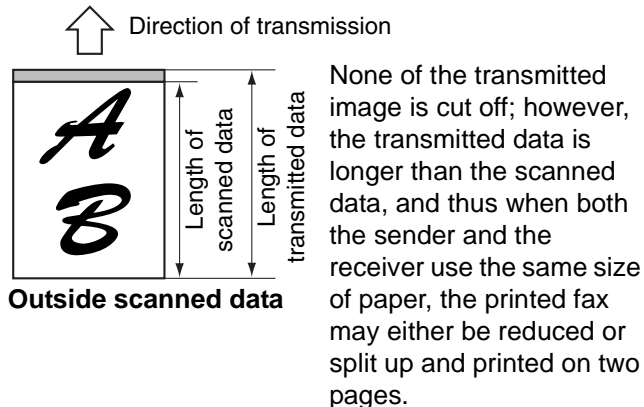 Direction of transmission
A
B
Length of
scanned data
Length of
transmitted data
Outside scanned data
None of the transmitted
image is cut off; however,
the transmitted data is
longer than the scanned
data, and thus when both
the sender and the
receiver use the same size
of paper, the printed fax
may either be reduced or
split up and printed on two
pages.